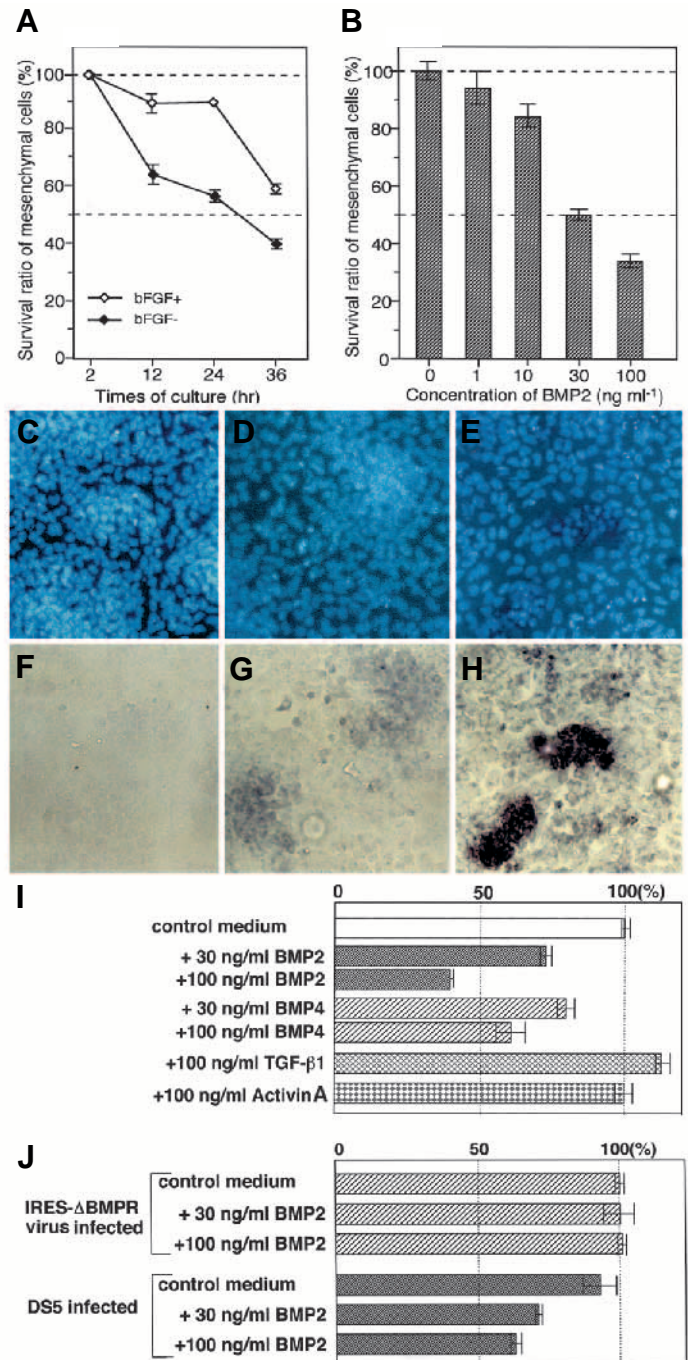 A
Survival ratio of mesenchymal cells (%)
100
80
60
40
20
0
bFGF+
bFGF-
2 12 24 36
Times of culture (hr)
B
Survival ratio of mesenchymal cells (%)
100
80
60
40
20
0
0 1 10 30 100
Concentration of BMP2 (ng ml-1)
C D E
F G H
I
0 50 100(%)
control medium
+ 30 ng/ml BMP2
+100 ng/ml BMP2
+ 30 ng/ml BMP4
+100 ng/ml BMP4
+100 ng/ml TGF-β1
+100 ng/ml Activin A
J
0 50 100(%)
IRES-ΔBMPR
virus infected
control medium
+ 30 ng/ml BMP2
+100 ng/ml BMP2
DS5 infected
control medium
+ 30 ng/ml BMP2
+100 ng/ml BMP2